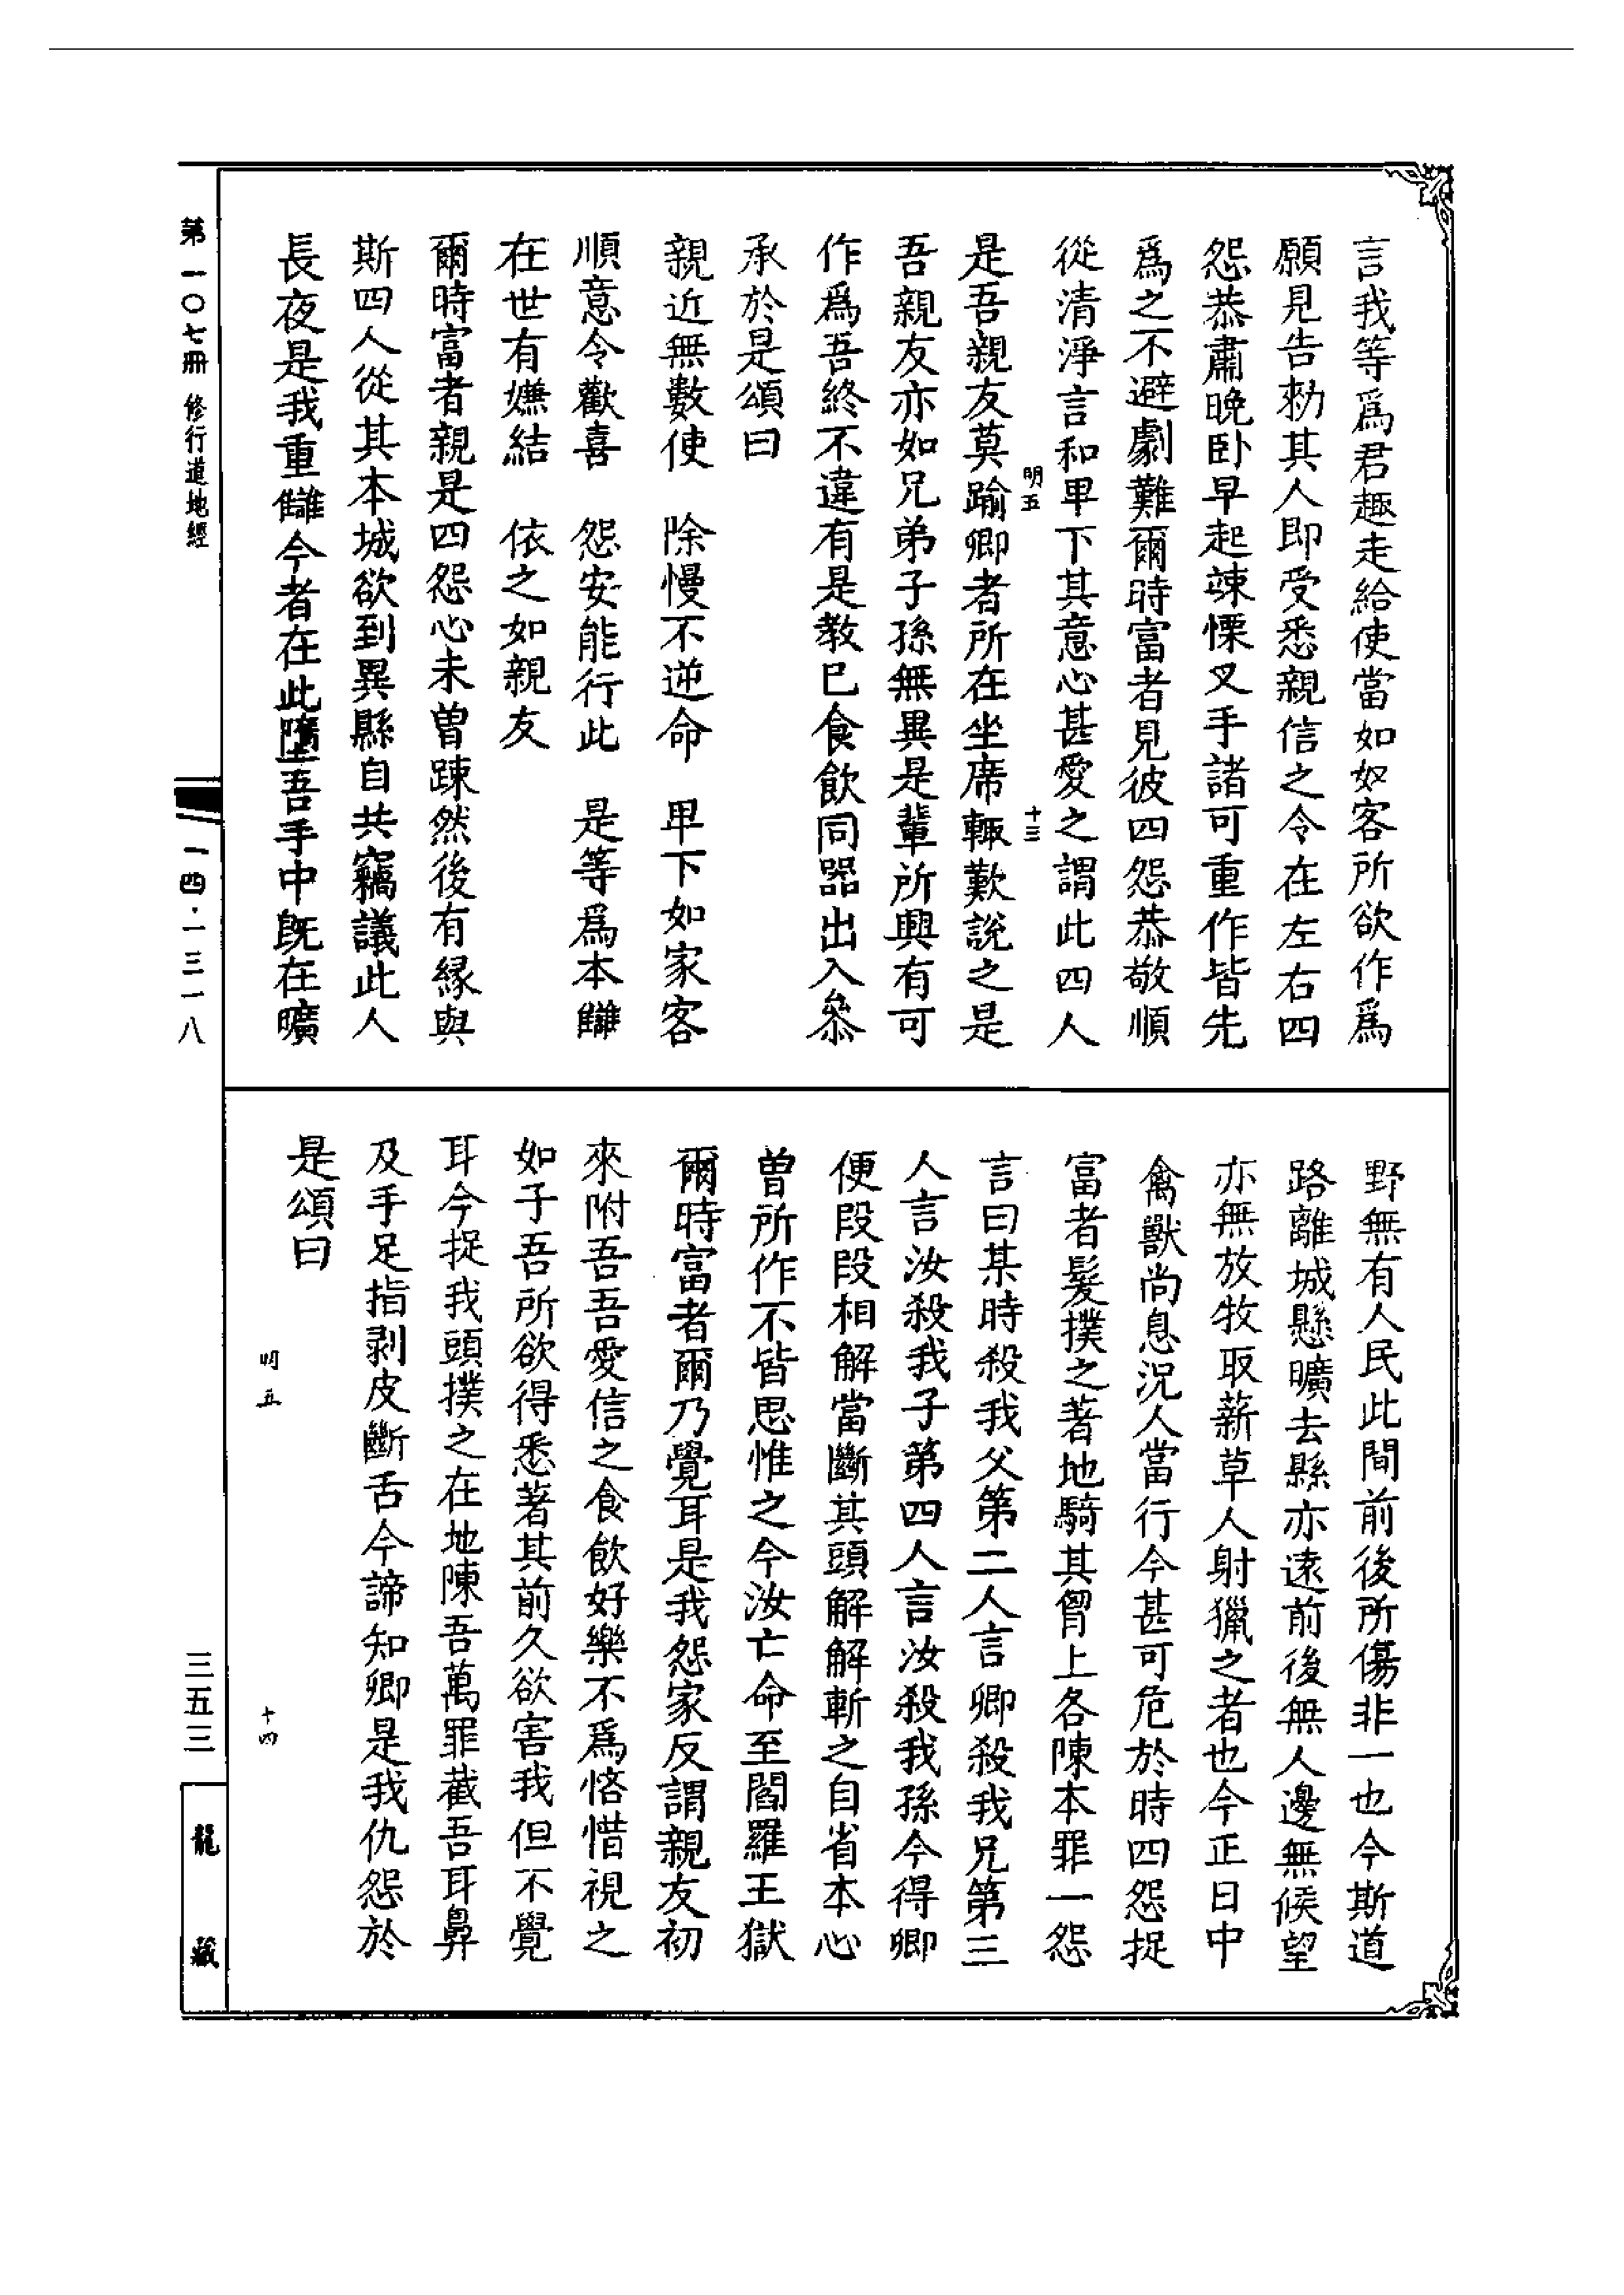 言我等爲君趣走給使當如奴客所欲作爲
願見告勑其人即受悉親信之令在左右四
怨恭肅晚卧早起竦慄叉手諸可重作皆先
爲之不避劇難爾時富者見彼四怨恭敬順
從清淨言和卑下其意心甚愛之謂此四人
明五
十三
是吾親友莫踰卿者所在坐席輙歎說之是
吾親友亦如兄弟子孫無異是輩所興有可
作爲吾終不違有是教巳食飲同器出入叅
承於是頌曰
親近無數使　除慢不逆命　卑下如家客
順意令歡喜　怨安能行此　是等爲本讎
在世有嫌結　依之如親友
爾時富者親是四怨心未曽踈然後有緣與
斯四人從其本城欲到異縣自共竊議此人
長夜是我重讎今者在此墮吾手中旣在曠
野無有人民此間前後所傷非一也今斯道
路離城懸曠去縣亦遠前後無人邊無候望
亦無放牧取薪草人射獵之者也今正日中
禽獸尚息況人當行今甚可危於時四怨捉
富者髮撲之著地騎其胷上各陳本罪一怨
言曰某時殺我父第二人言卿殺我兄第三
人言汝殺我子第四人言汝殺我孫今得卿
便段段相解當斷其頭解解斬之自省本心
曽所作不皆思惟之今汝亡命至閻羅王獄
爾時富者爾乃覺耳是我怨家反謂親友初
來附吾吾愛信之食飲好樂不爲悋惜視之
如子吾所欲得悉著其前久欲害我但不覺
耳今捉我頭撲之在地陳吾萬罪截吾耳鼻
及手足指剥皮斷舌今諦知卿是我仇怨於
是頌曰
明五
十四
第一〇七冊 修行道地經
一四·一三一八
三五三
龍藏